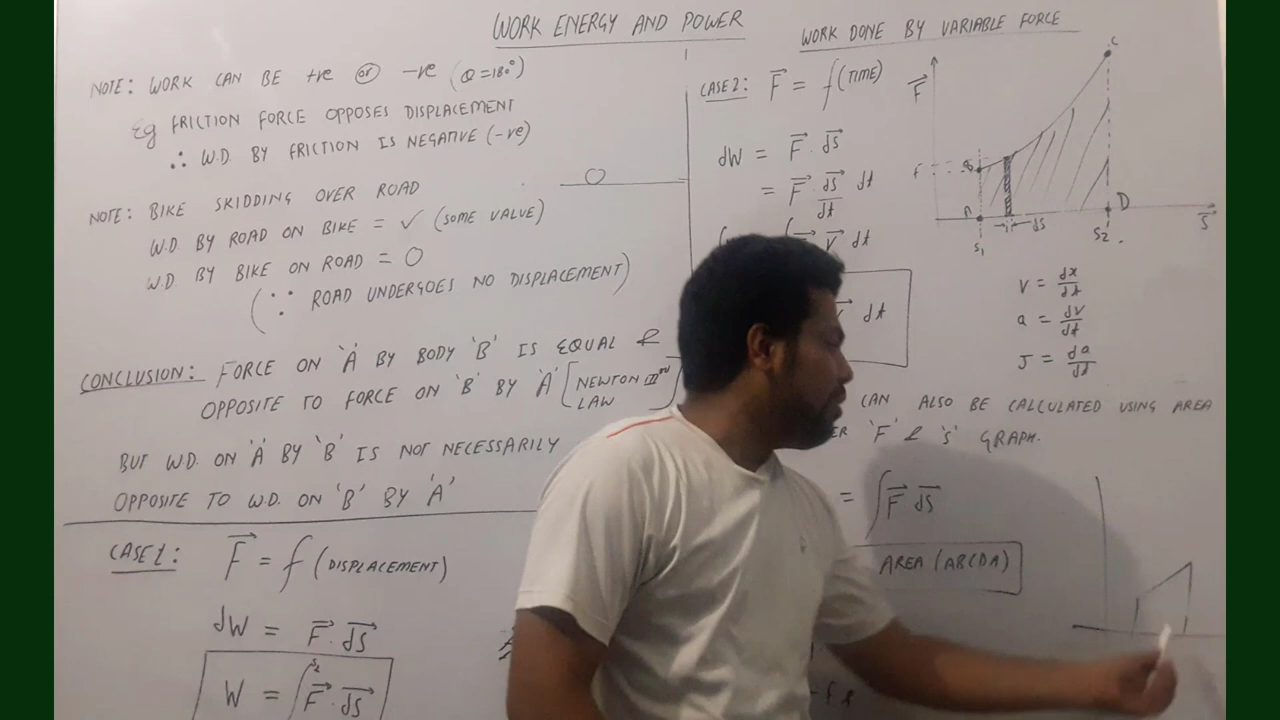 WORK ENERGY AND POWER
NOTE: WORK CAN BE +ve or -ve (θ=180°)
Eg FRICTION FORCE OPPOSES DISPLACEMENT
∴ W.D. BY FRICTION IS NEGATIVE (-ve)
NOTE: BIKE SKIDDING OVER ROAD
W.D BY ROAD ON BIKE = ✓ (SOME VALUE)
W.D BY BIKE ON ROAD = 0
(∵ ROAD UNDERGOES NO DISPLACEMENT)
CONCLUSION: FORCE ON 'A' BY BODY 'B' IS EQUAL &
OPPOSITE TO FORCE ON 'B' BY 'A' [NEWTON IIIrd
LAW
BUT W.D. ON 'A' BY 'B' IS NOT NECESSARILY
OPPOSITE TO W.D. ON 'B' BY 'A'
CASE 1: F⃗ = f (DISPLACEMENT)
dW = F⃗ . dS⃗
W = ∫ S2 F⃗ . dS⃗
WORK DONE BY VARIABLE FORCE
CASE 2: F⃗ = f(TIME)
dW = F⃗ . dS⃗
= F⃗ . dS⃗/dt dt
V⃗ dt
dt
F⃗
C
F
B
A
D
dS
S1
S2
S⃗
V = dx/dt
a = dV/dt
J = da/dt
CAN ALSO BE CALCULATED USING AREA
'F' & 'S' GRAPH.
= ∫ F⃗ dS⃗
AREA (ABCDA)